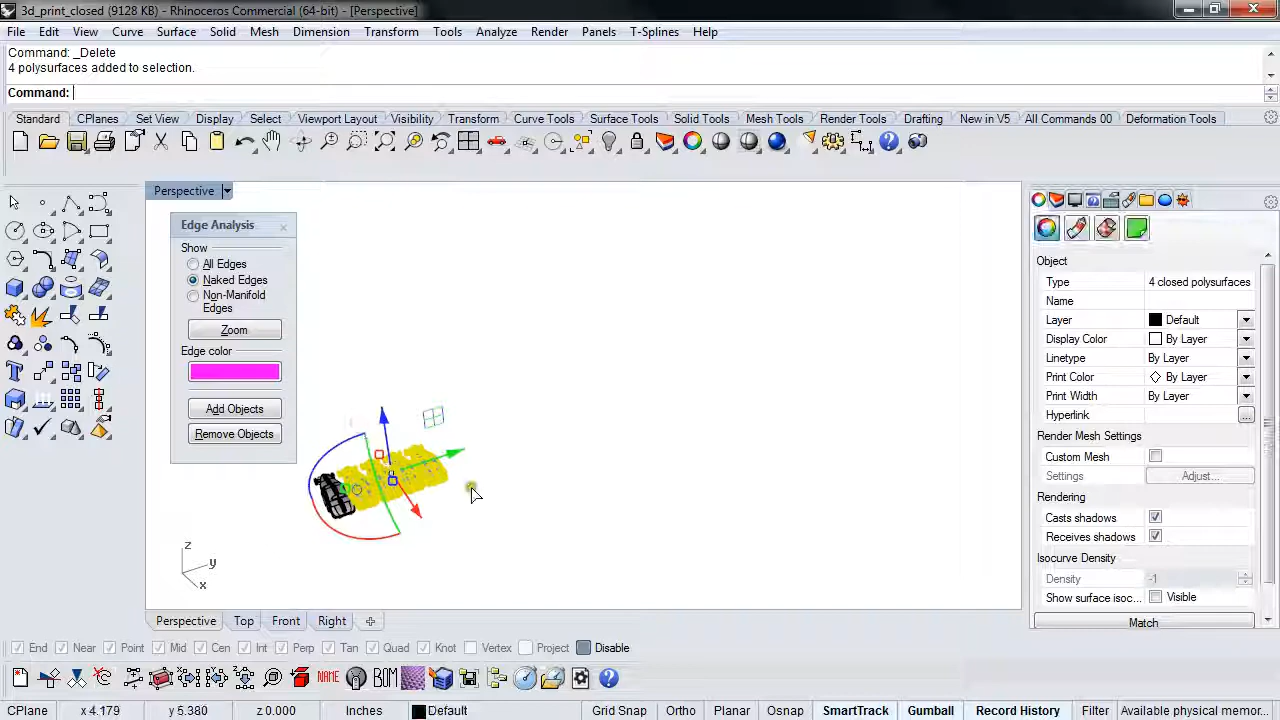 3d_print_closed (9128 KB) - Rhinoceros Commercial (64-bit) - [Perspective]
File Edit View Curve Surface Solid Mesh Dimension Transform Tools Analyze Render Panels T-Splines Help
Command: _Delete
4 polysurfaces added to selection.
Command:
Standard CPlanes Set View Display Select Viewport Layout Visibility Transform Curve Tools Surface Tools Solid Tools Mesh Tools Render Tools Drafting New in V5 All Commands 00 Deformation Tools
Perspective
Edge Analysis
Show
All Edges
Naked Edges
Non-Manifold
Edges
Zoom
Edge color
Add Objects
Remove Objects
z
y
x
Object
Type 4 closed polysurfaces
Name
Layer Default
Display Color By Layer
Linetype By Layer
Print Color By Layer
Print Width By Layer
Hyperlink ...
Render Mesh Settings
Custom Mesh
Settings Adjust...
Rendering
Casts shadows
Receives shadows
Isocurve Density
Density -1
Show surface isoc... Visible
Match
Perspective Top Front Right
End Near Point Mid Cen Int Perp Tan Quad Knot Vertex Project Disable
NAME BOM
CPlane x 4.179 y 5.380 z 0.000 Inches Default Grid Snap Ortho Planar Osnap SmartTrack Gumball Record History Filter Available physical memor...